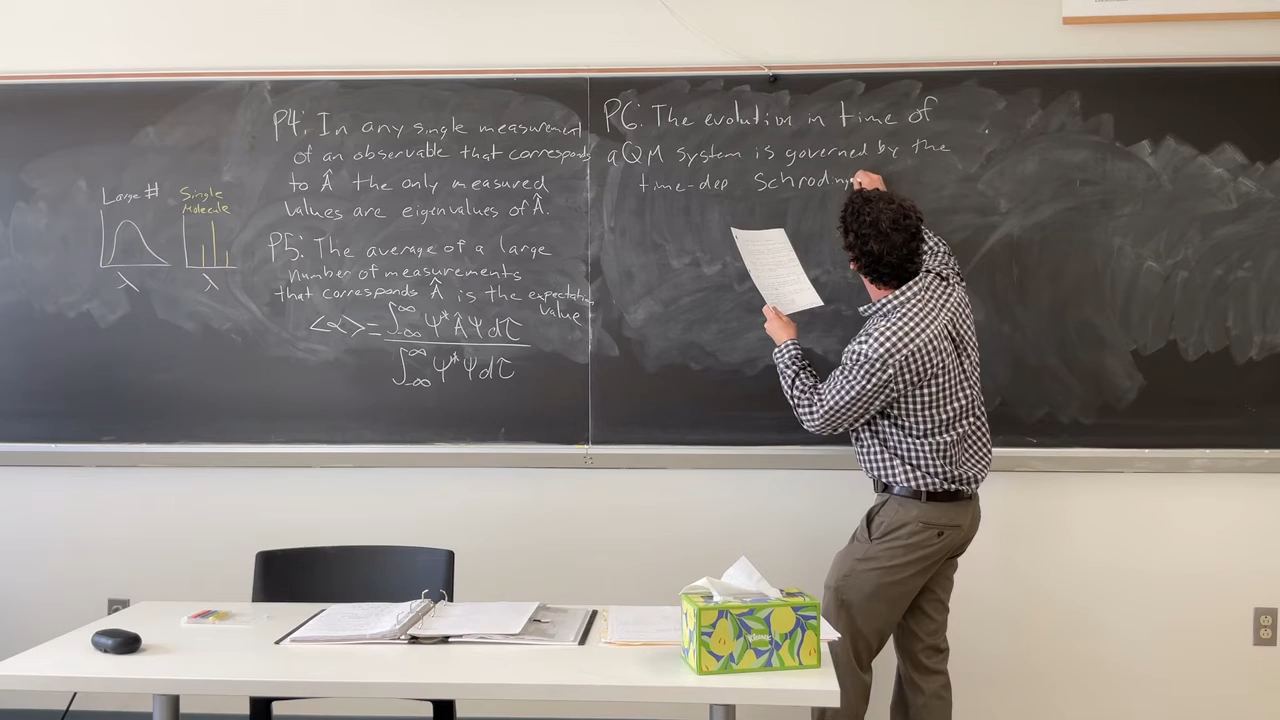 Large #
λ
Single
Molecule
λ
P4: In any single measurement
of an observable that corresponds
to Â the only measured
values are eigenvalues of Â.
P5: The average of a large
number of measurements
that corresponds Â is the expectation
value
<α> = ∫_{-∞}^{∞} Ψ* Â Ψ dτ
∫_{-∞}^{∞} Ψ* Ψ dτ
P6: The evolution in time of
a QM system is governed by the
time-dep Schroding
Kleenex